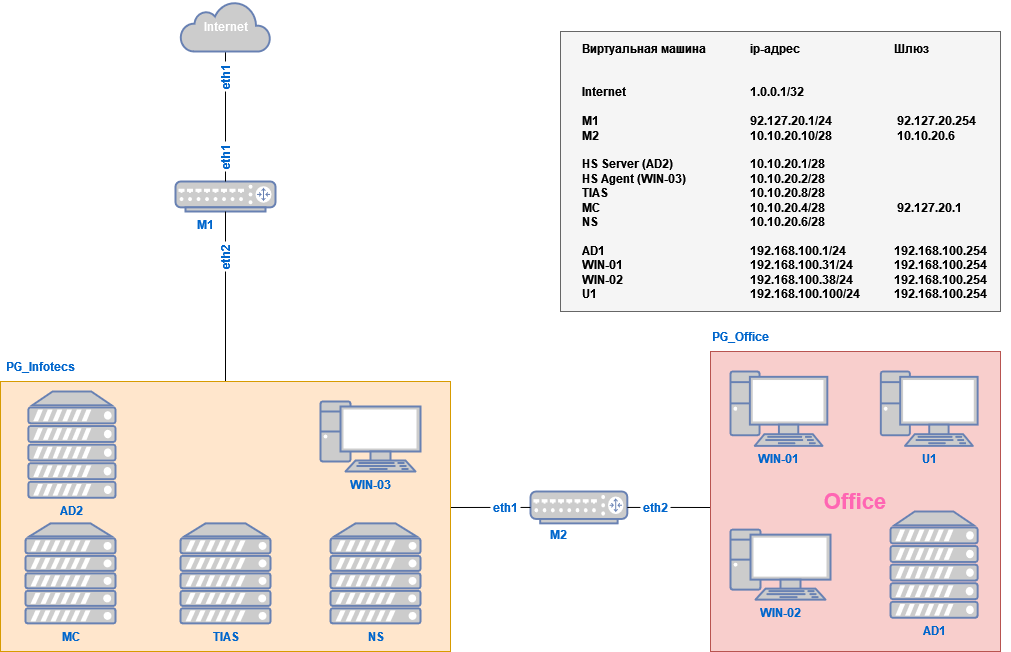 Internet
eth1
eth1
M1
eth2
Виртуальная машина ip-адрес Шлюз
Internet 1.0.0.1/32
M1 92.127.20.1/24 92.127.20.254
M2 10.10.20.10/28 10.10.20.6
HS Server (AD2) 10.10.20.1/28
HS Agent (WIN-03) 10.10.20.2/28
TIAS 10.10.20.8/28
MC 10.10.20.4/28 92.127.20.1
NS 10.10.20.6/28
AD1 192.168.100.1/24 192.168.100.254
WIN-01 192.168.100.31/24 192.168.100.254
WIN-02 192.168.100.38/24 192.168.100.254
U1 192.168.100.100/24 192.168.100.254
PG_Infotecs
AD2
WIN-03
MC
TIAS
NS
eth1
M2
eth2
PG_Office
WIN-01
U1
Office
WIN-02
AD1